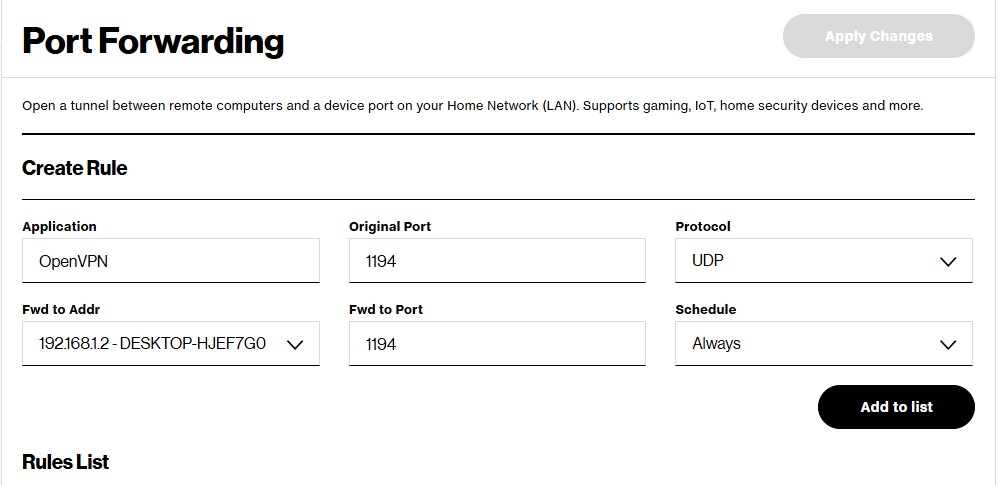 Port Forwarding
Apply Changes
Open a tunnel between remote computers and a device port on your Home Network (LAN). Supports gaming, IoT, home security devices and more.
Create Rule
Application Original Port Protocol
OpenVPN 1194 UDP
Fwd to Addr Fwd to Port Schedule
192.168.1.2 - DESKTOP-HJEF7G0 1194 Always
Add to list
Rules List